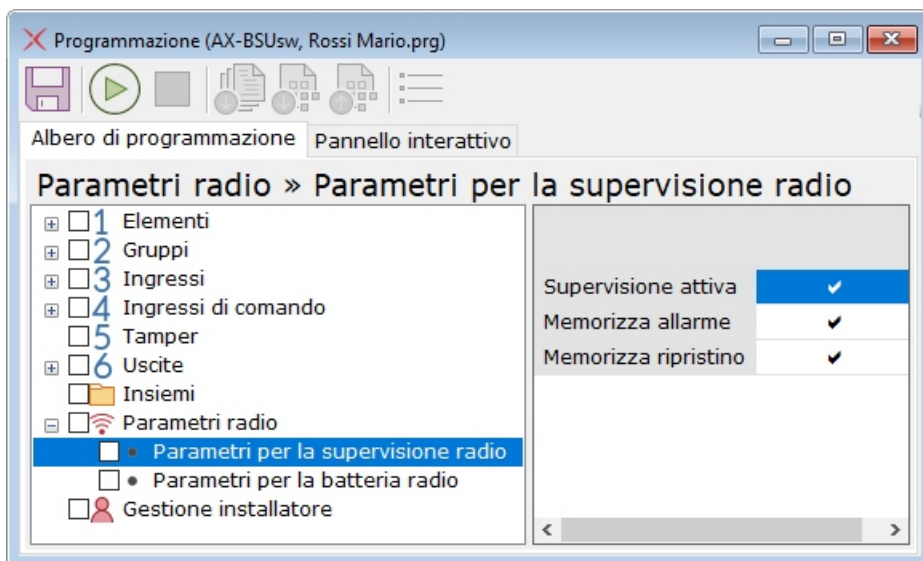 Programmazione (AX-BSUsw, Rossi Mario.prg)
Albero di programmazione
Pannello interattivo
Parametri radio » Parametri per la supervisione radio
1 Elementi
2 Gruppi
3 Ingressi
4 Ingressi di comando
5 Tamper
6 Uscite
Insiemi
Parametri radio
Parametri per la supervisione radio
Parametri per la batteria radio
Gestione installatore
Supervisione attiva
Memorizza allarme
Memorizza ripristino